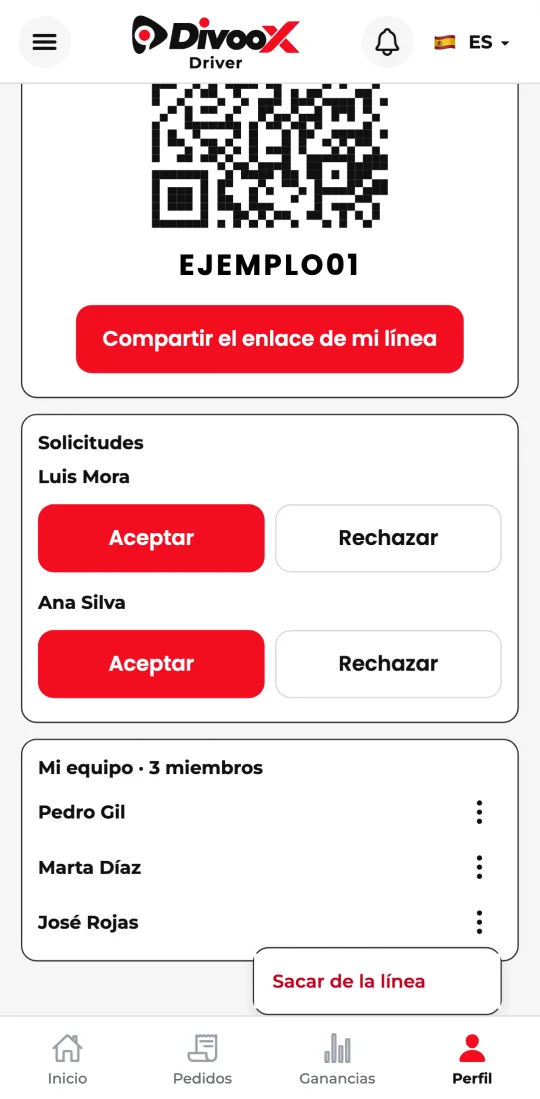 DivooX
Driver
ES
EJEMPLO01
Compartir el enlace de mi línea
Solicitudes
Luis Mora
Aceptar
Rechazar
Ana Silva
Aceptar
Rechazar
Mi equipo · 3 miembros
Pedro Gil
Marta Díaz
José Rojas
Sacar de la línea
Inicio
Pedidos
Ganancias
Perfil